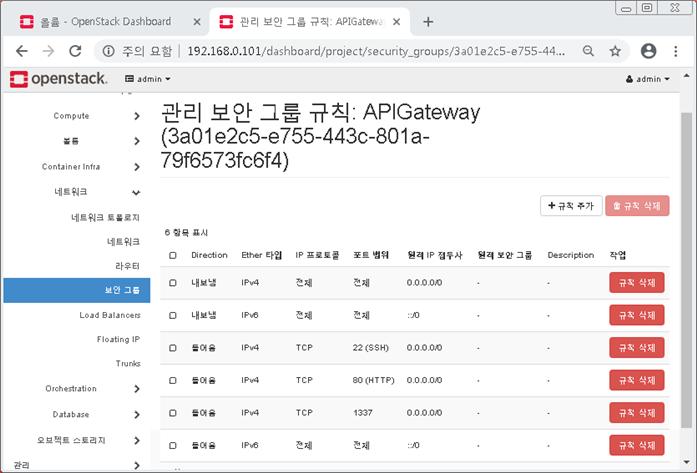 볼륨 - OpenStack Dashboard
관리 보안 그룹 규칙: APIGateway
주의 요함 | 192.168.0.101/dashboard/project/security_groups/3a01e2c5-e755-44...
openstack. admin admin
Compute
볼륨
Container Infra
네트워크
네트워크 토폴로지
네트워크
라우터
보안 그룹
Load Balancers
Floating IP
Trunks
Orchestration
Database
오브젝트 스토리지
관리
관리 보안 그룹 규칙: APIGateway
(3a01e2c5-e755-443c-801a-
79f6573fc6f4)
+ 규칙 추가 규칙 삭제
6 항목 표시
Direction Ether 타입 IP 프로토콜 포트 범위 원격 IP 접두사 원격 보안 그룹 Description 작업
내보냄 IPv4 전체 전체 0.0.0.0/0 - - 규칙 삭제
내보냄 IPv6 전체 전체 ::/0 - - 규칙 삭제
들어옴 IPv4 TCP 22 (SSH) 0.0.0.0/0 - - 규칙 삭제
들어옴 IPv4 TCP 80 (HTTP) 0.0.0.0/0 - - 규칙 삭제
들어옴 IPv4 TCP 1337 0.0.0.0/0 - - 규칙 삭제
들어옴 IPv6 전체 전체 ::/0 - - 규칙 삭제